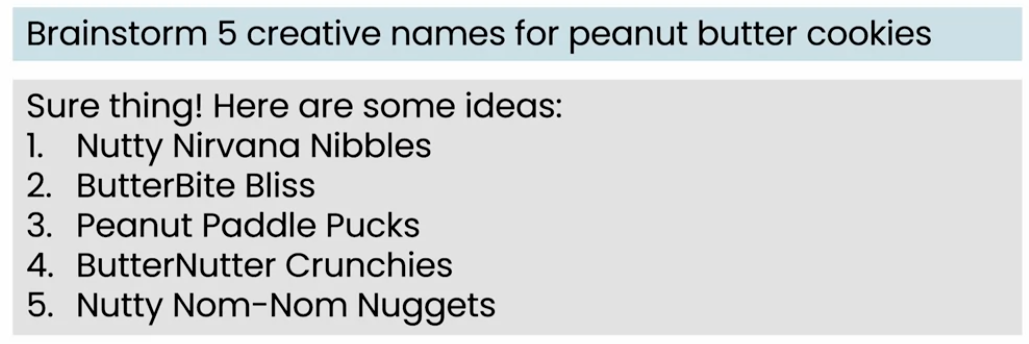 Brainstorm 5 creative names for peanut butter cookies
Sure thing! Here are some ideas:
1. Nutty Nirvana Nibbles
2. ButterBite Bliss
3. Peanut Paddle Pucks
4. ButterNutter Crunchies
5. Nutty Nom-Nom Nuggets